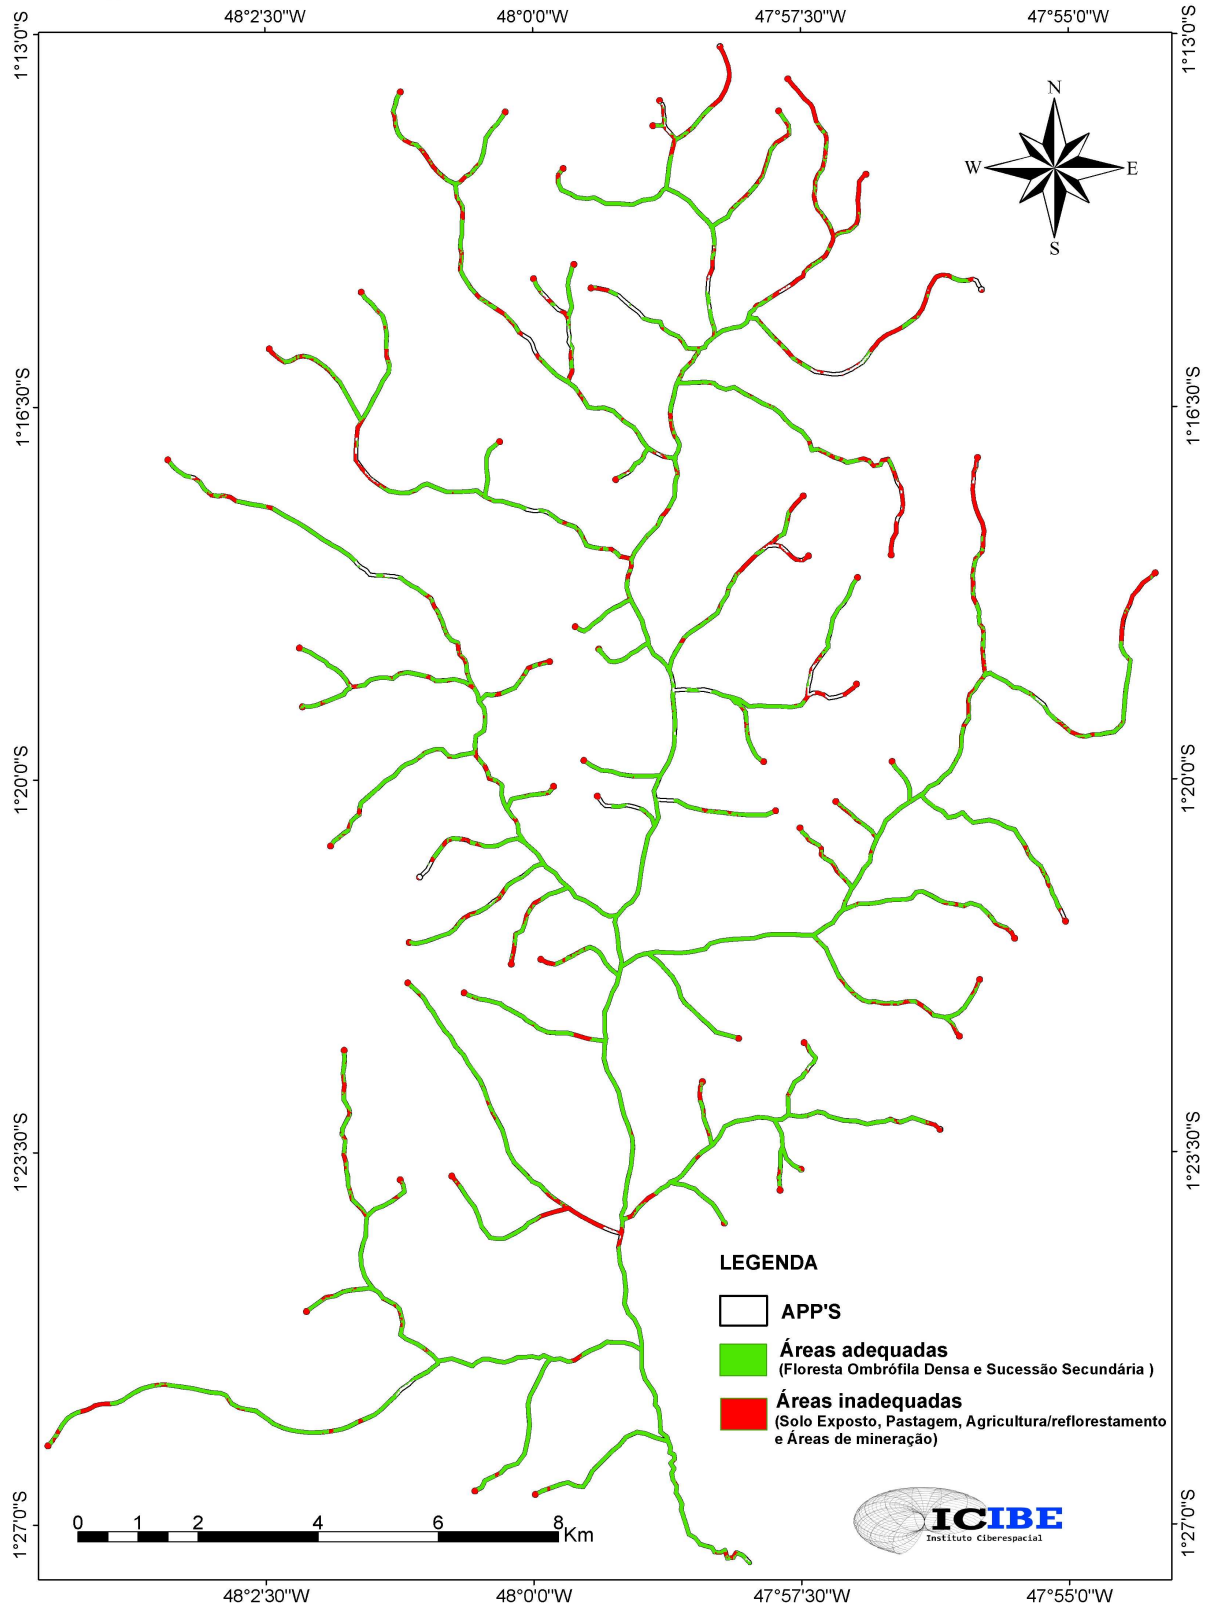 48°2'30"W 48°0'0"W 47°57'30"W 47°55'0"W
1°13'0"S
1°13'0"S
N
W E
S
1°16'30"S
1°16'30"S
1°20'0"S
1°20'0"S
1°23'30"S
1°23'30"S
LEGENDA
APP'S
Áreas adequadas
(Floresta Ombrófila Densa e Sucessão Secundária )
Áreas inadequadas
(Solo Exposto, Pastagem, Agricultura/reflorestamento
e Áreas de mineração)
ICIBE
Instituto Ciberespacial
0 1 2 4 6 8
Km
1°27'0"S
1°27'0"S
48°2'30"W 48°0'0"W 47°57'30"W 47°55'0"W